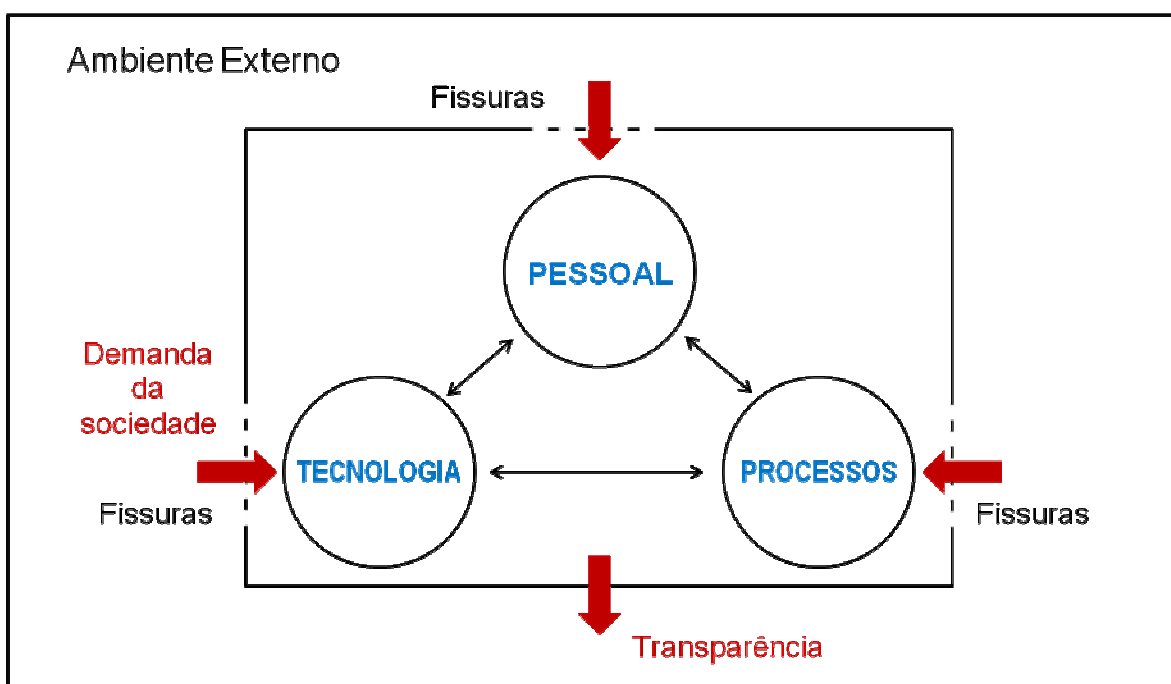 Ambiente Externo
Fissuras
PESSOAL
Demanda
da
sociedade
TECNOLOGIA
PROCESSOS
Fissuras
Fissuras
Transparência